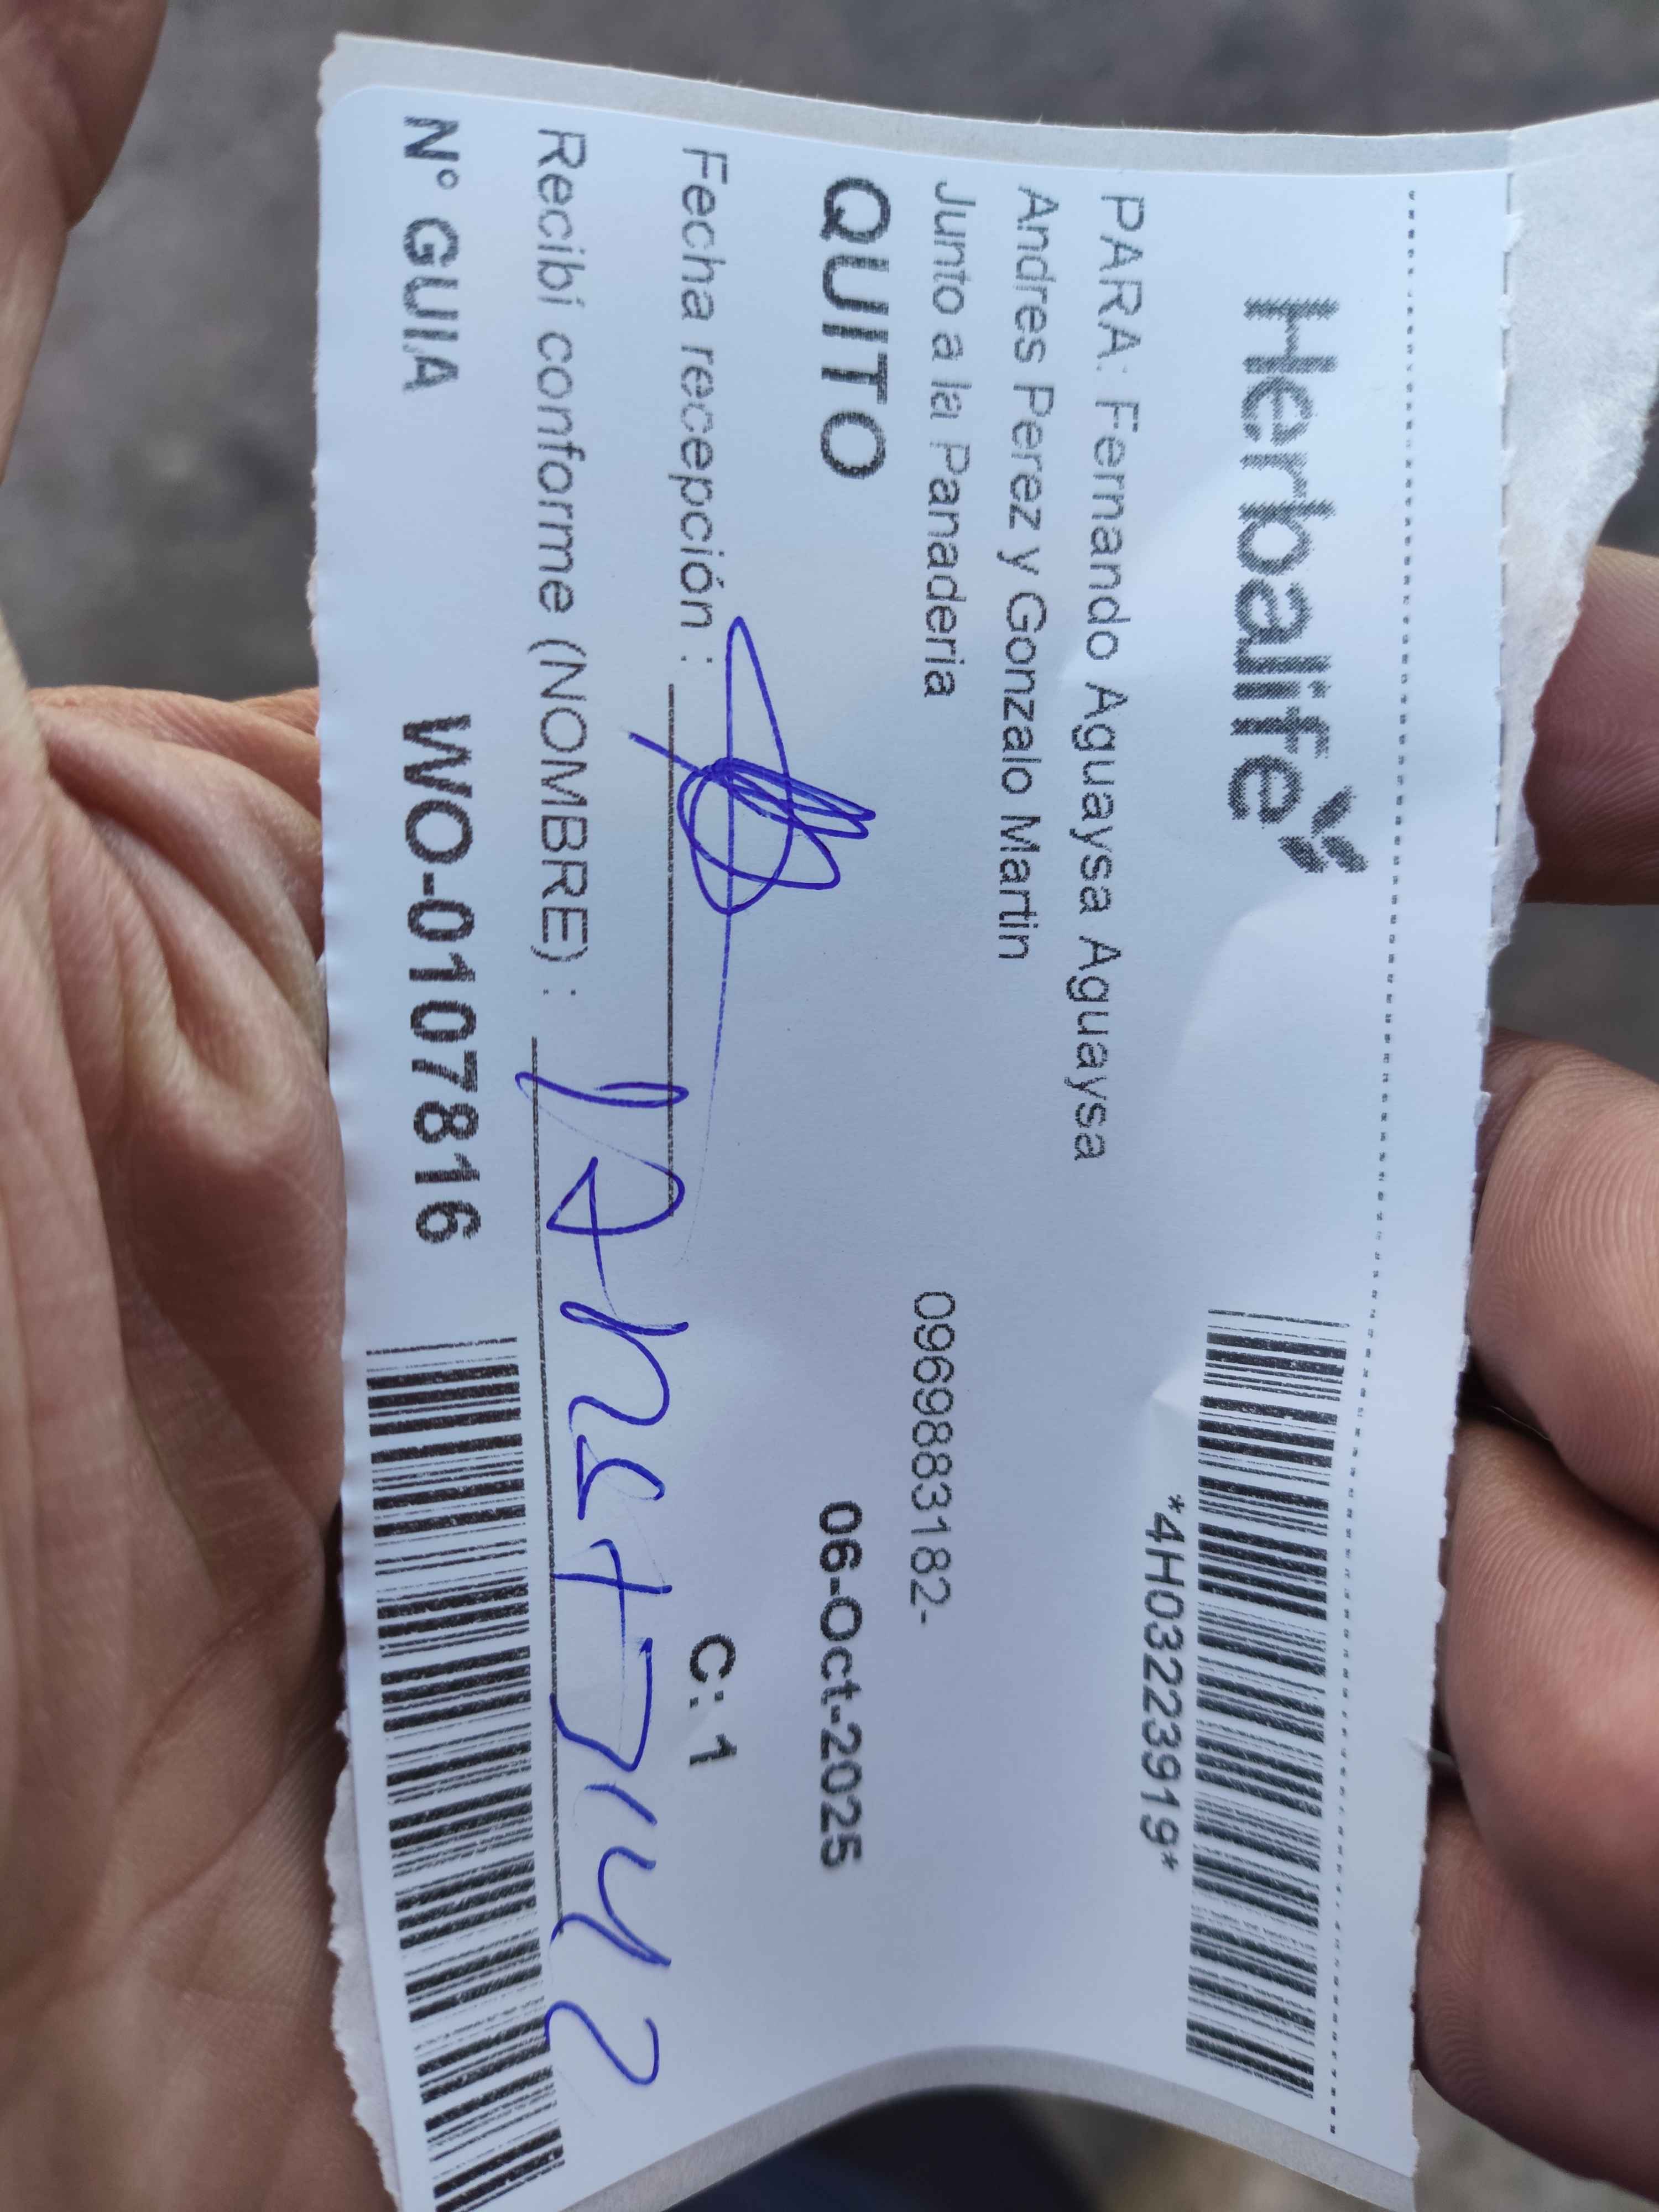 Herbalife
*4H03223919*
PARA: Fernando Aguaysa Aguaysa
Andres Perez y Gonzalo Martin
Junto a la Panaderia 0969883182-
QUITO 06-Oct-2025
Fecha recepción : C: 1
Recibí conforme (NOMBRE) :
N° GUIA WO-0107816